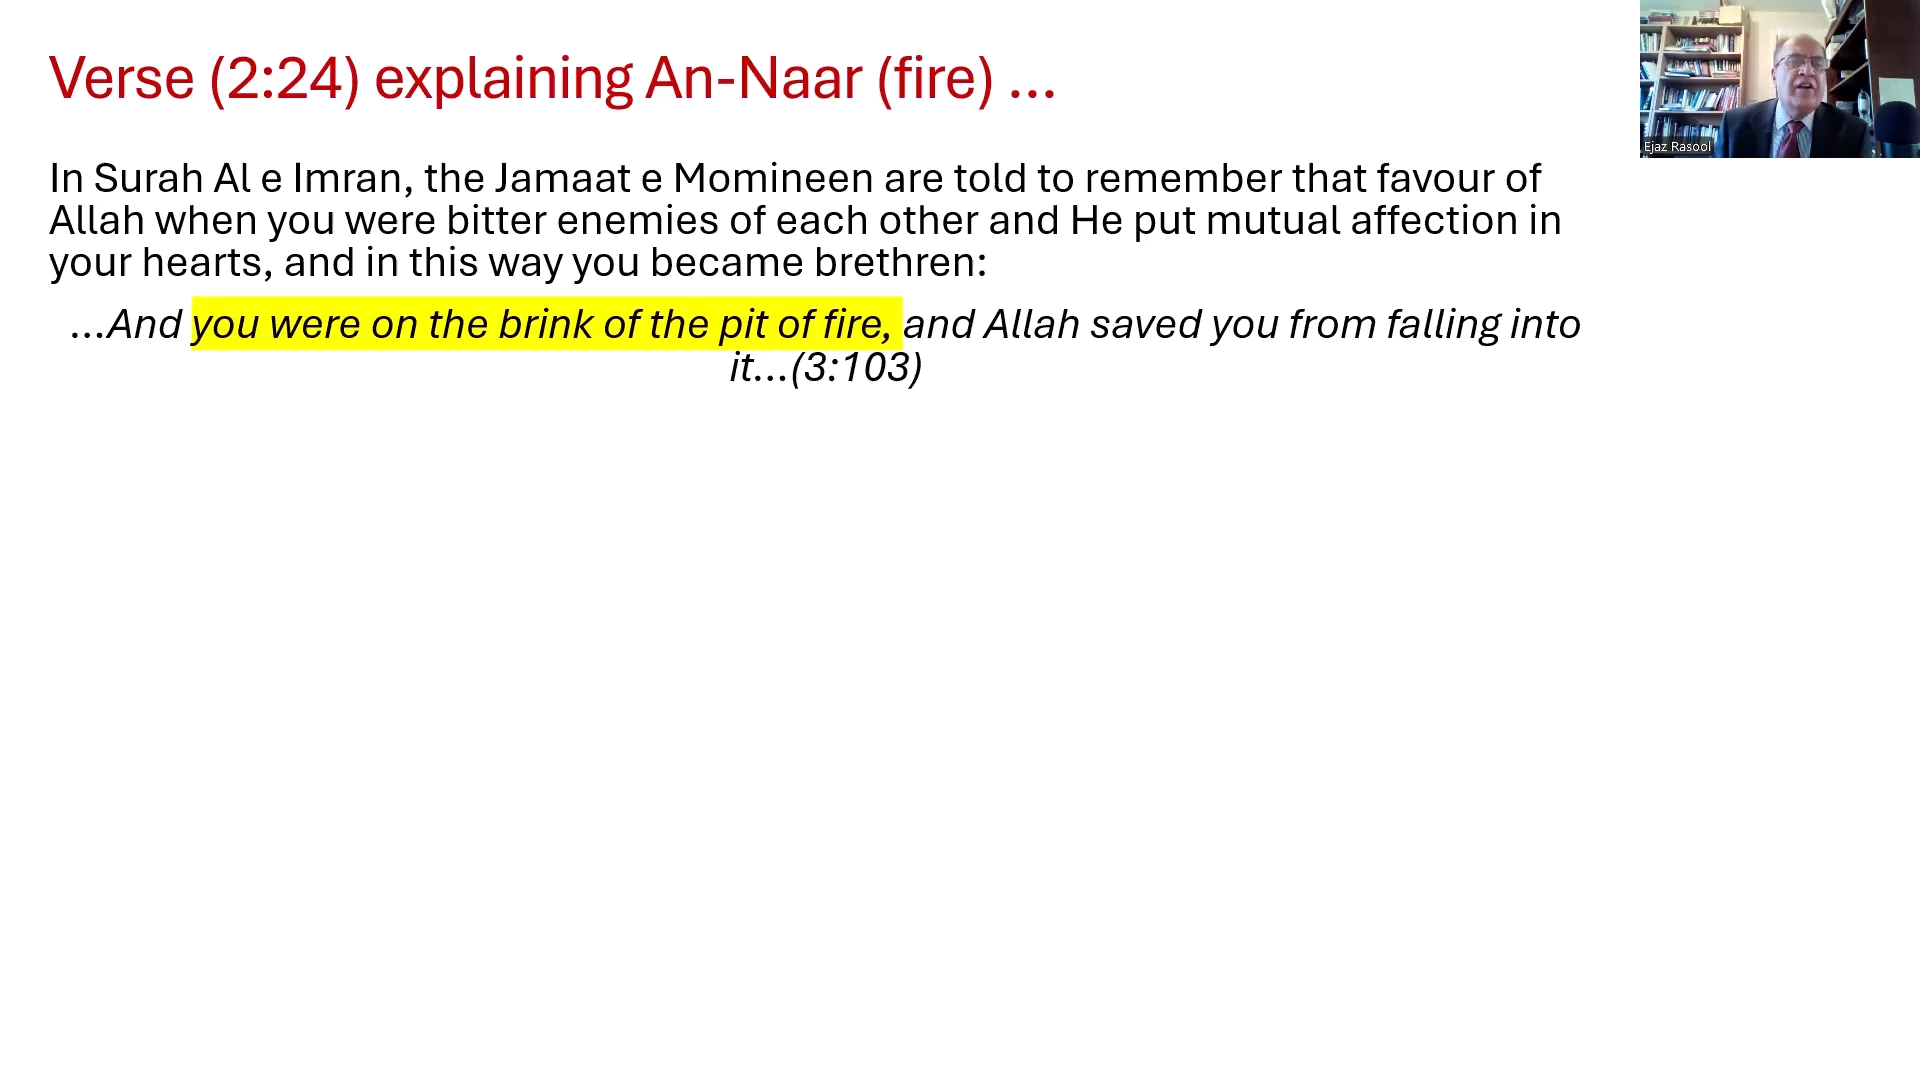 Verse (2:24) explaining An-Naar (fire) …
Ejaz Rasool
In Surah Al e Imran, the Jamaat e Momineen are told to remember that favour of
Allah when you were bitter enemies of each other and He put mutual affection in
your hearts, and in this way you became brethren:
…And you were on the brink of the pit of fire, and Allah saved you from falling into
it…(3:103)